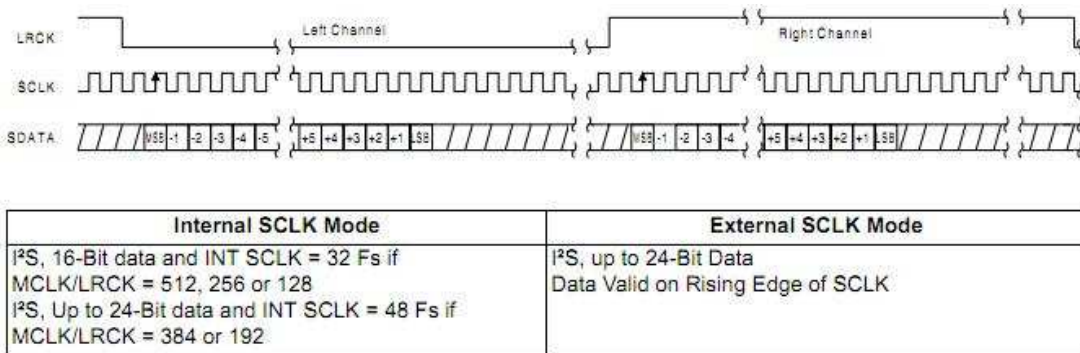 LRCK
Left Channel
Right Channel
SCLK
SDATA
MSB -1 -2 -3 -4 -5 +5 +4 +3 +2 +1 LSB MSB -1 -2 -3 -4 +5 +4 +3 +2 +1 LSB
Internal SCLK Mode
I²S, 16-Bit data and INT SCLK = 32 Fs if
MCLK/LRCK = 512, 256 or 128
I²S, Up to 24-Bit data and INT SCLK = 48 Fs if
MCLK/LRCK = 384 or 192
External SCLK Mode
I²S, up to 24-Bit Data
Data Valid on Rising Edge of SCLK